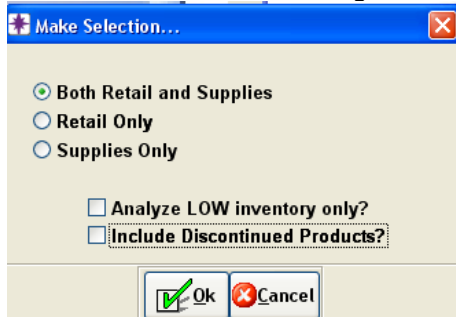 Make Selection...
Both Retail and Supplies
Retail Only
Supplies Only
Analyze LOW inventory only?
Include Discontinued Products?
Ok Cancel